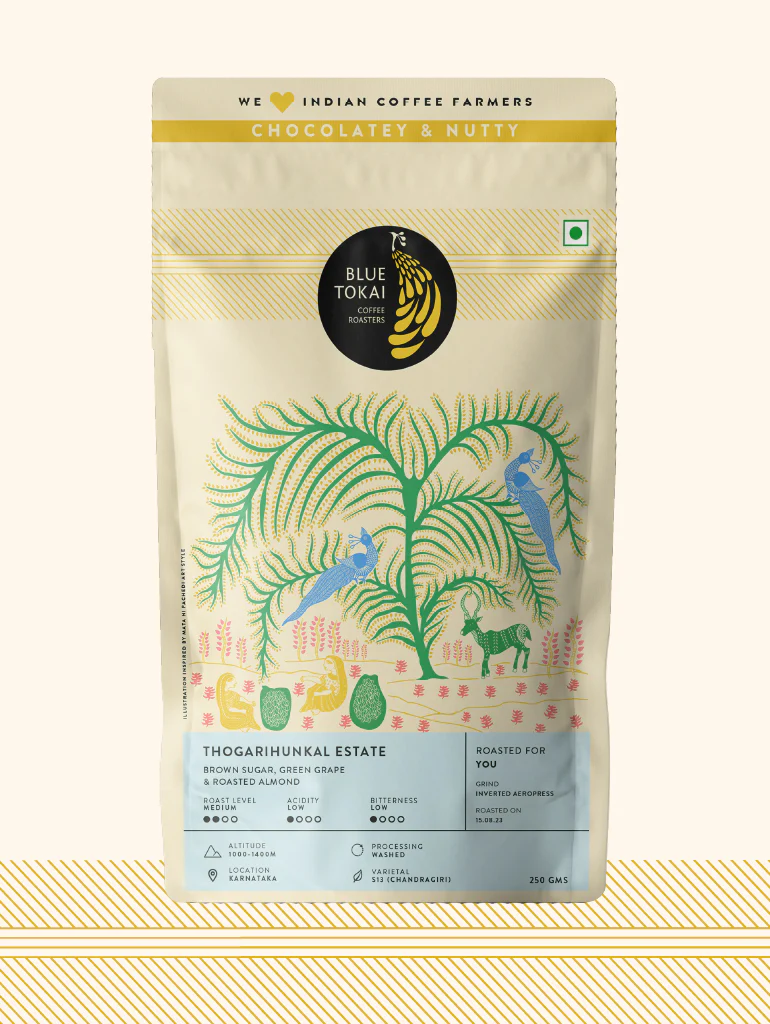 WE INDIAN COFFEE FARMERS
CHOCOLATEY & NUTTY
BLUE
TOKAI
COFFEE
ROASTERS
ILLUSTRATION INSPIRED BY MATA NI PACHEDI ART STYLE
THOGARIHUNKAL ESTATE
BROWN SUGAR, GREEN GRAPE
& ROASTED ALMOND
ROAST LEVEL
MEDIUM
ACIDITY
LOW
BITTERNESS
LOW
ROASTED FOR
YOU
GRIND
INVERTED AEROPRESS
ROASTED ON
15.08.23
ALTITUDE
1000-1400M
PROCESSING
WASHED
LOCATION
KARNATAKA
VARIETAL
S13 (CHANDRAGIRI)
250 GMS